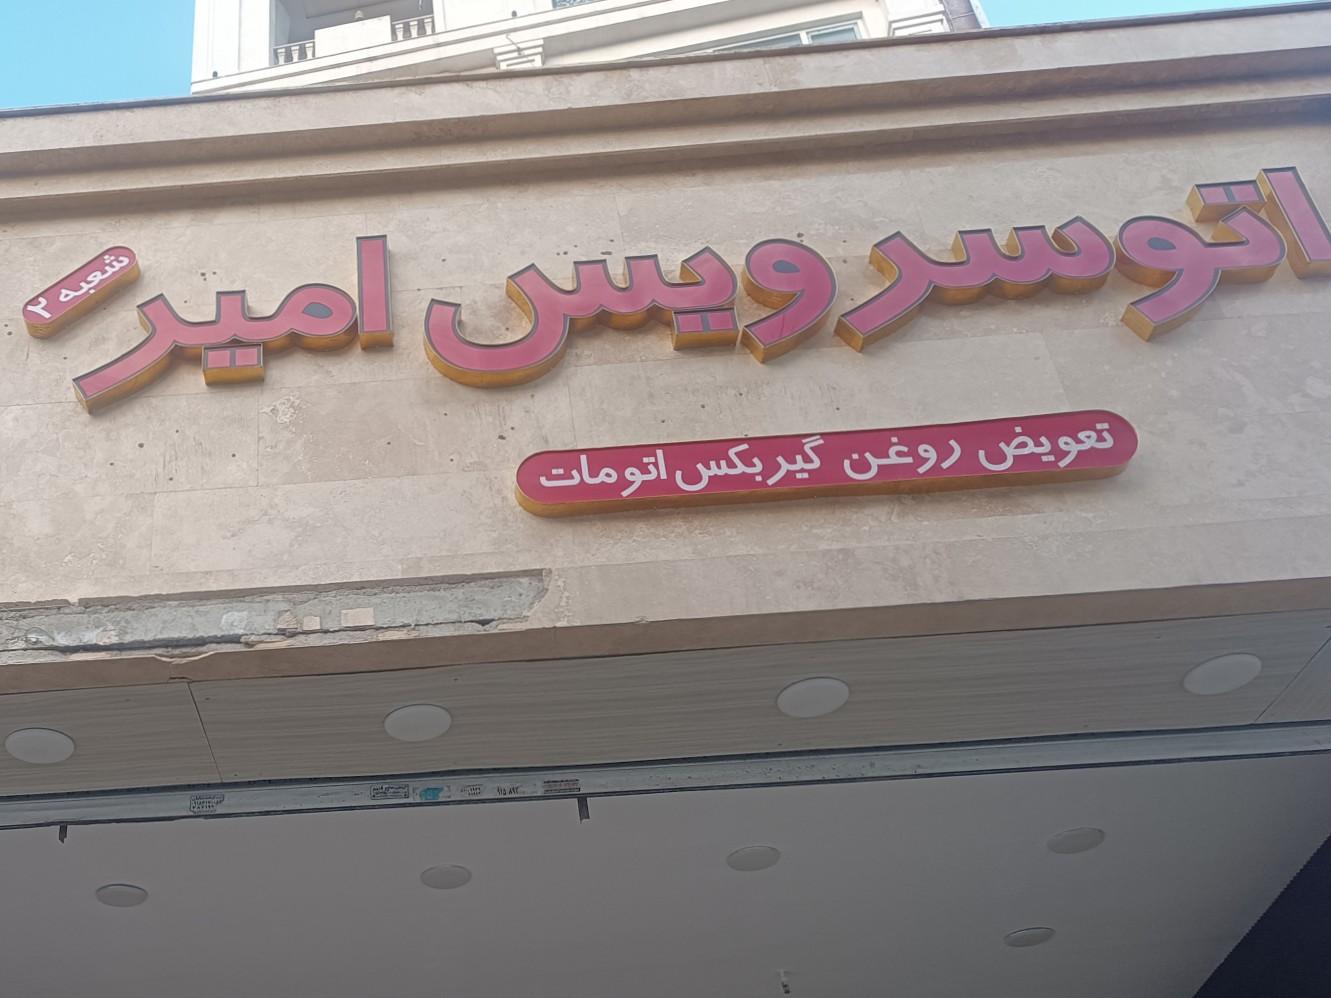 اتوسرویس امیر
شعبه ۲
تعویض روغن گیربکس اتومات